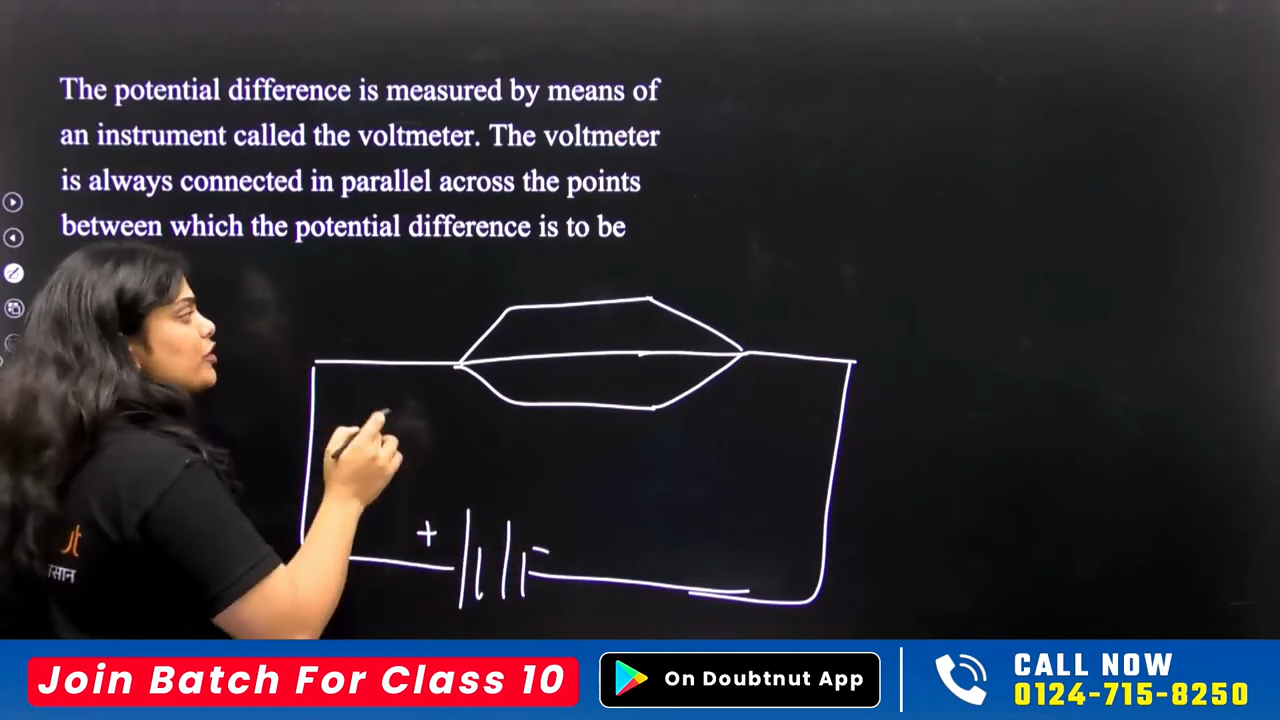 The potential difference is measured by means of
an instrument called the voltmeter. The voltmeter
is always connected in parallel across the points
between which the potential difference is to be
+
-
ut
Join Batch For Class 10
On Doubtnut App
CALL NOW
0124-715-8250